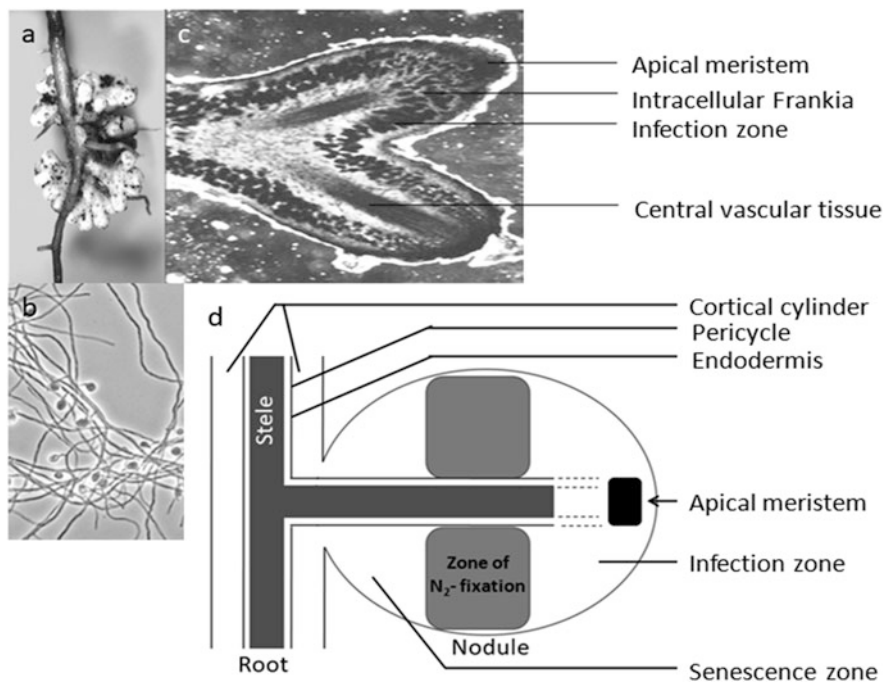 a
c
Apical meristem
Intracellular Frankia
Infection zone
Central vascular tissue
b
d
Cortical cylinder
Pericycle
Endodermis
Stele
Apical meristem
Zone of
N₂- fixation
Infection zone
Nodule
Root
Senescence zone